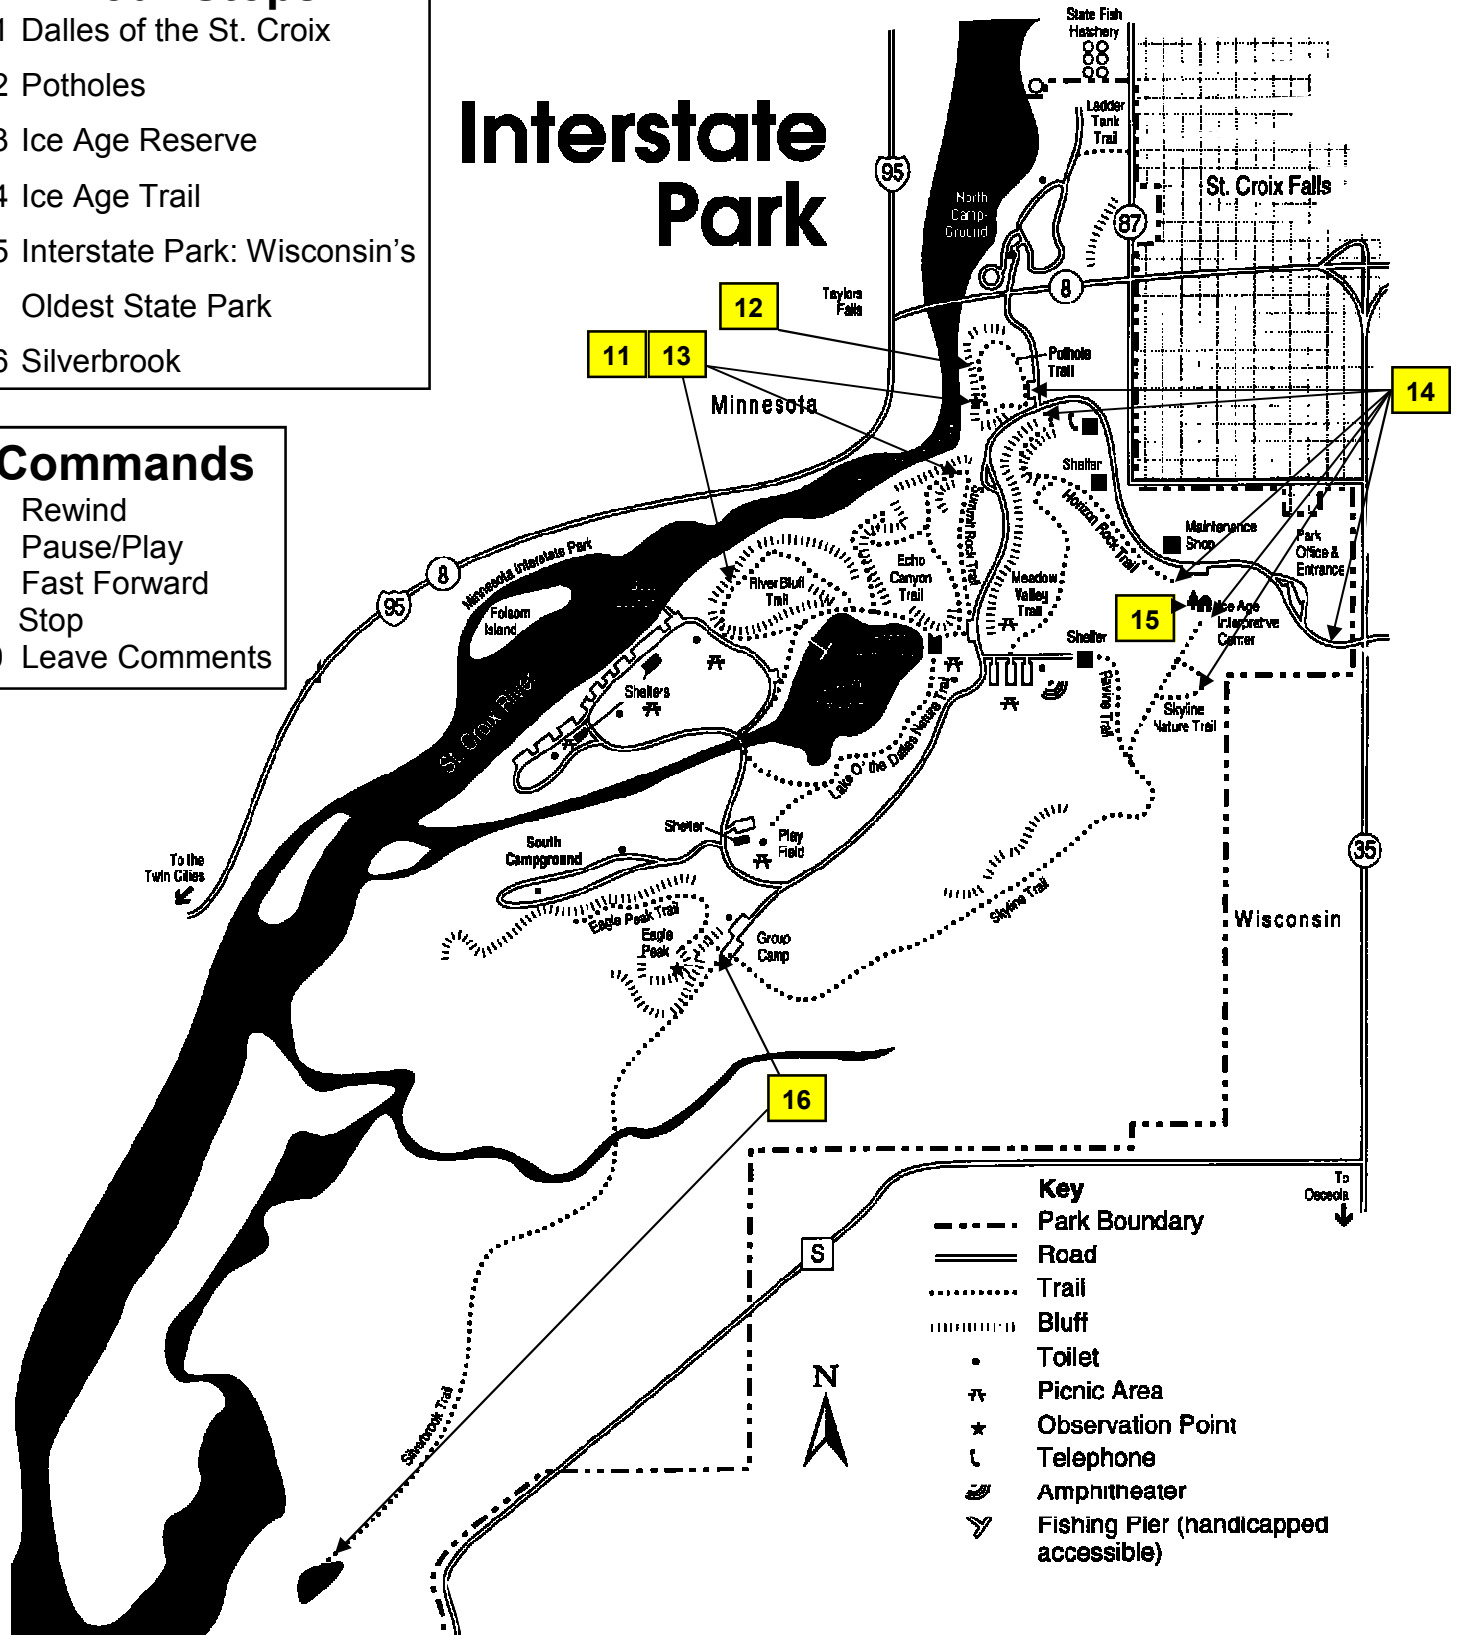 1 Dalles of the St. Croix
2 Potholes
3 Ice Age Reserve
4 Ice Age Trail
5 Interstate Park: Wisconsin's
Oldest State Park
6 Silverbrook
Commands
Rewind
Pause/Play
Fast Forward
Stop
Leave Comments
Interstate
Park
State Fish
Hatchery
Ladder
Tank
Trail
95
North
Camp-
Ground
87
St. Croix Falls
8
Taylors
Falls
12
11
13
14
Pothole
Trail
Minnesota
Shelter
Summit Rock Trail
Horizon Rock Trail
Maintenance
Shop
Park
Office &
Entrance
Minnesota Interstate Park
8
95
Folsom
Island
River Bluff
Trail
Echo
Canyon
Trail
Meadow
Valley
Trail
15
Ice Age
Interpretive
Center
Shelter
Shelters
St. Croix River
Ravine Trail
Skyline
Nature Trail
Lake O' the Dalles Nature Trail
Shelter
Play
Field
South
Campground
To the
Twin Cities
35
Skyline Trail
Wisconsin
Eagle Peak Trail
Eagle
Peak
Group
Camp
16
To
Osceola
S
Silverbrook Trail
N
Key
Park Boundary
Road
Trail
Bluff
Toilet
Picnic Area
Observation Point
Telephone
Amphitheater
Fishing Pier (handicapped
accessible)